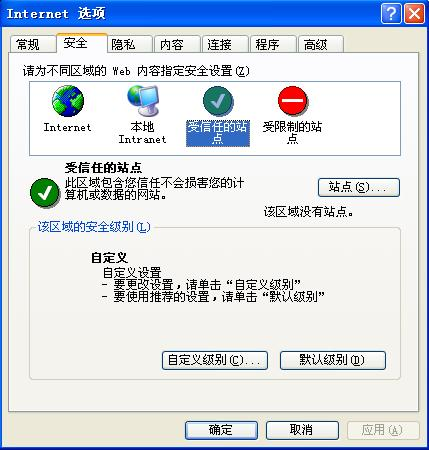 Internet 选项
常规 安全 隐私 内容 连接 程序 高级
请为不同区域的 Web 内容指定安全设置(Z)
Internet 本地 Intranet 受信任的站点 受限制的站点
受信任的站点
此区域包含您信任不会损害您的计
算机或数据的网站。
站点(S)...
该区域没有站点。
该区域的安全级别(L)
自定义
自定义设置
- 要更改设置,请单击“自定义级别”
- 要使用推荐的设置,请单击“默认级别”
自定义级别(C)... 默认级别(D)
确定 取消 应用(A)